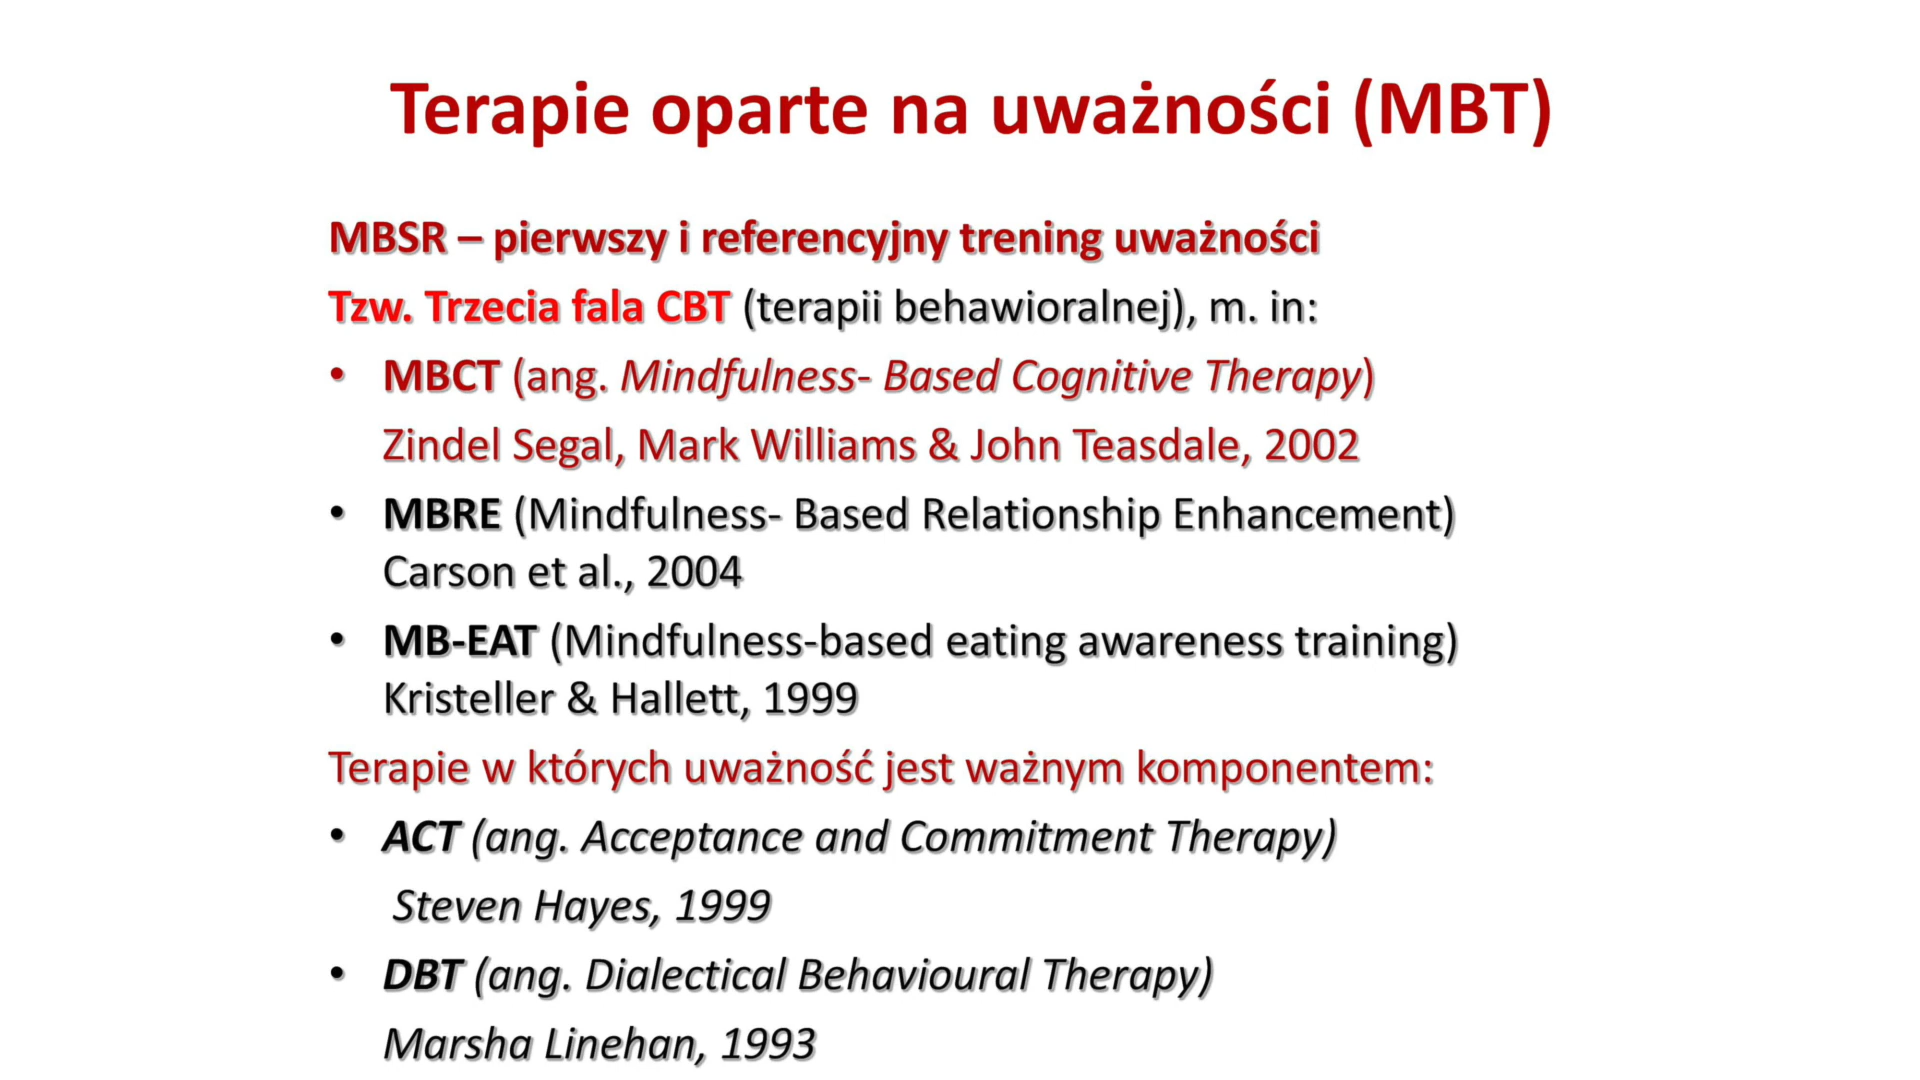 Terapie oparte na uważności (MBT)
MBSR – pierwszy i referencyjny trening uważności
Tzw. Trzecia fala CBT (terapii behawioralnej), m. in:
• MBCT (ang. Mindfulness- Based Cognitive Therapy)
Zindel Segal, Mark Williams & John Teasdale, 2002
• MBRE (Mindfulness- Based Relationship Enhancement)
Carson et al., 2004
• MB-EAT (Mindfulness-based eating awareness training)
Kristeller & Hallett, 1999
Terapie w których uważność jest ważnym komponentem:
• ACT (ang. Acceptance and Commitment Therapy)
Steven Hayes, 1999
• DBT (ang. Dialectical Behavioural Therapy)
Marsha Linehan, 1993